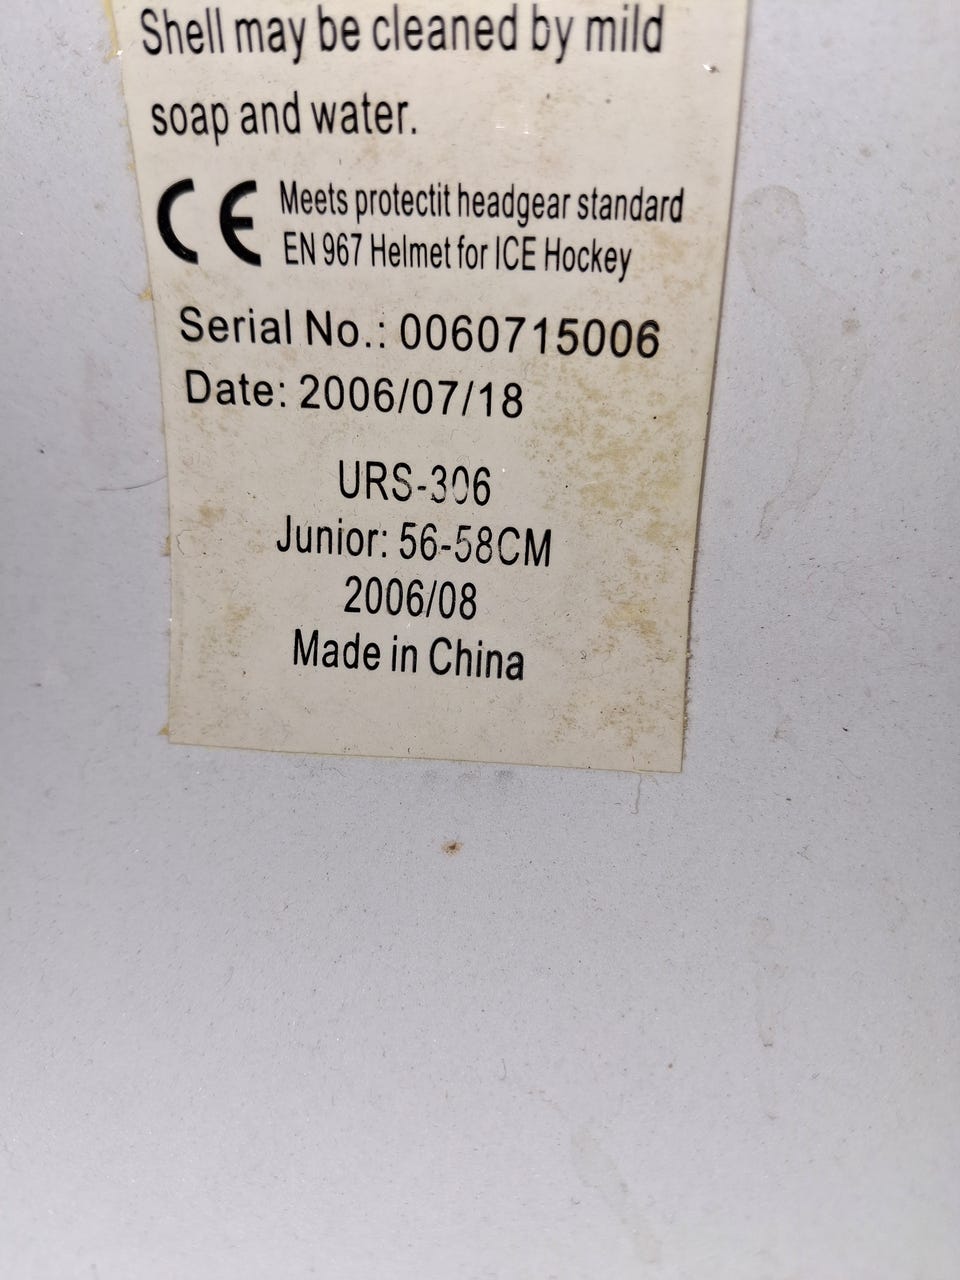 Shell may be cleaned by mild
soap and water.
CE Meets protectit headgear standard
EN 967 Helmet for ICE Hockey
Serial No.: 0060715006
Date: 2006/07/18
URS-306
Junior: 56-58CM
2006/08
Made in China